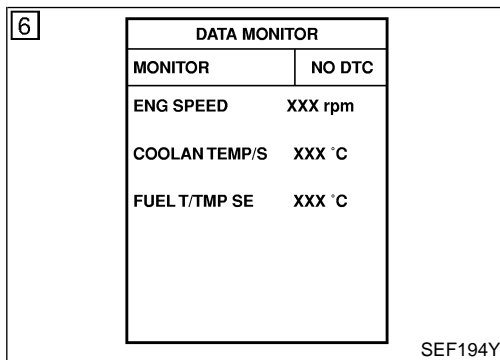 6
DATA MONITOR
MONITOR NO DTC
ENG SPEED XXX rpm
COOLAN TEMP/S XXX °C
FUEL T/TMP SE XXX °C
SEF194Y